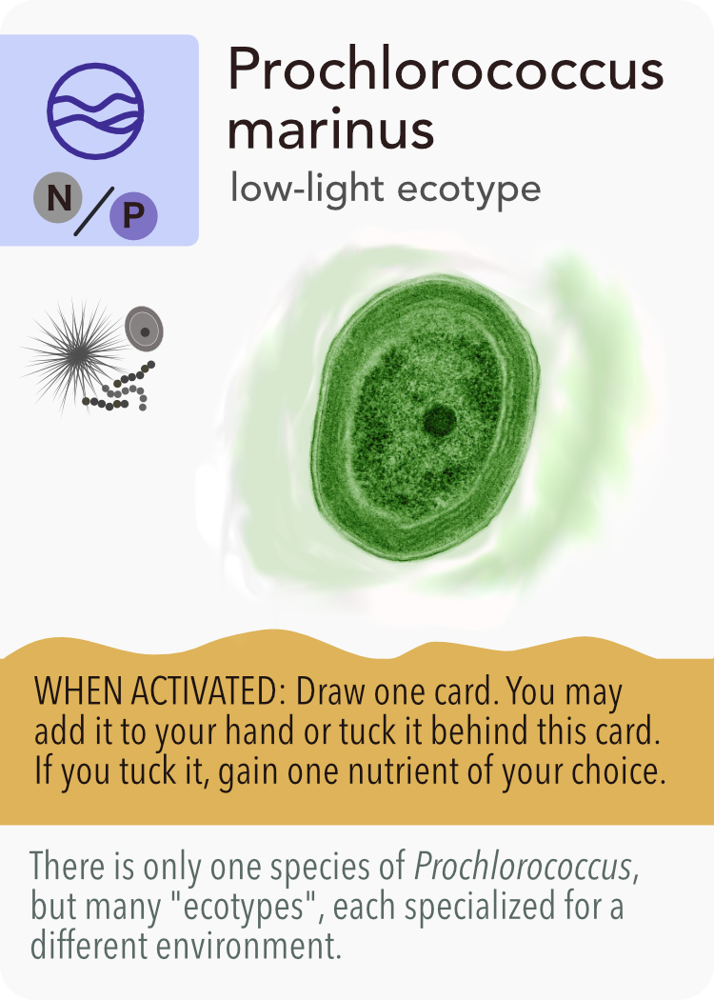 Prochlorococcus
marinus
low-light ecotype
N/P
WHEN ACTIVATED: Draw one card. You may
add it to your hand or tuck it behind this card.
If you tuck it, gain one nutrient of your choice.
There is only one species of Prochlorococcus,
but many "ecotypes", each specialized for a
different environment.